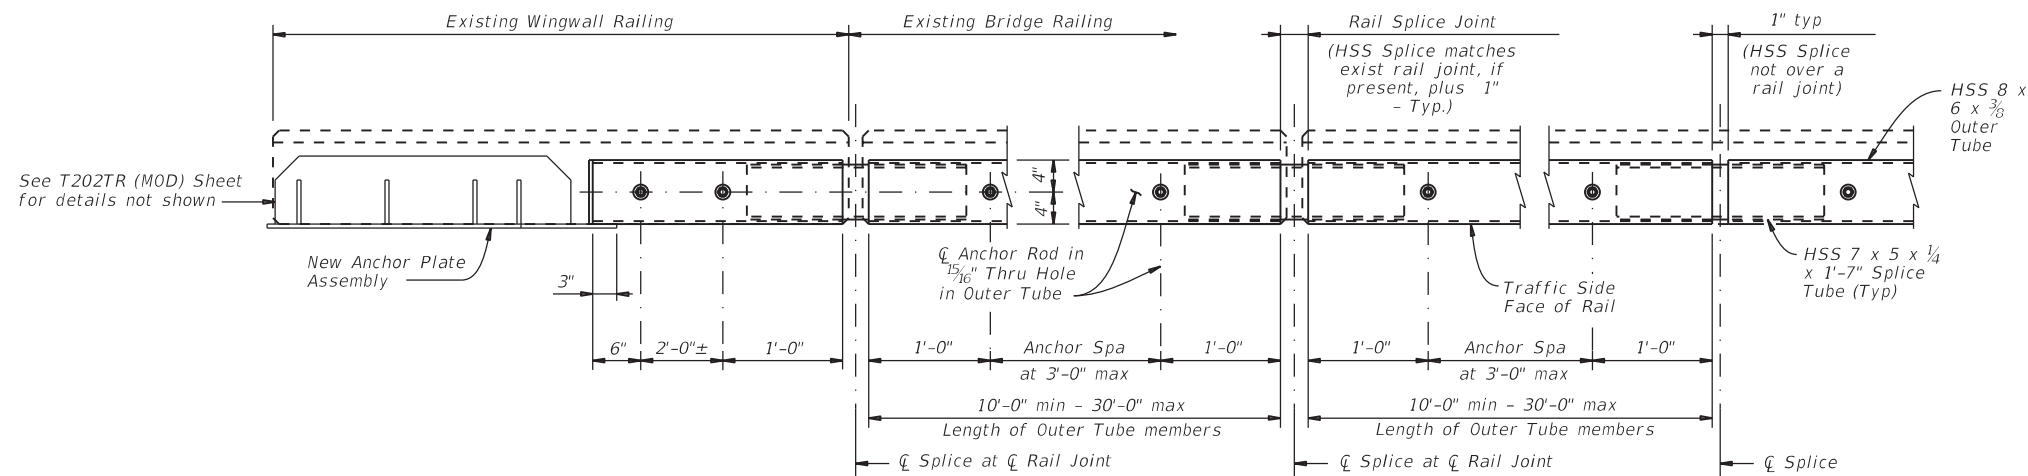 Existing Wingwall Railing
Existing Bridge Railing
Rail Splice Joint
(HSS Splice matches
exist rail joint, if
present, plus 1"
- Typ.)
1" typ
(HSS Splice
not over a
rail joint)
HSS 8 x
6 x ⅜
Outer
Tube
See T202TR (MOD) Sheet
for details not shown
4"
4"
New Anchor Plate
Assembly
3"
℄ Anchor Rod in
15/16" Thru Hole
in Outer Tube
Traffic Side
Face of Rail
HSS 7 x 5 x ¼
x 1'-7" Splice
Tube (Typ)
6"
2'-0"±
1'-0"
1'-0"
Anchor Spa
at 3'-0" max
1'-0"
1'-0"
Anchor Spa
at 3'-0" max
1'-0"
10'-0" min - 30'-0" max
Length of Outer Tube members
10'-0" min - 30'-0" max
Length of Outer Tube members
℄ Splice at ℄ Rail Joint
℄ Splice at ℄ Rail Joint
℄ Splice